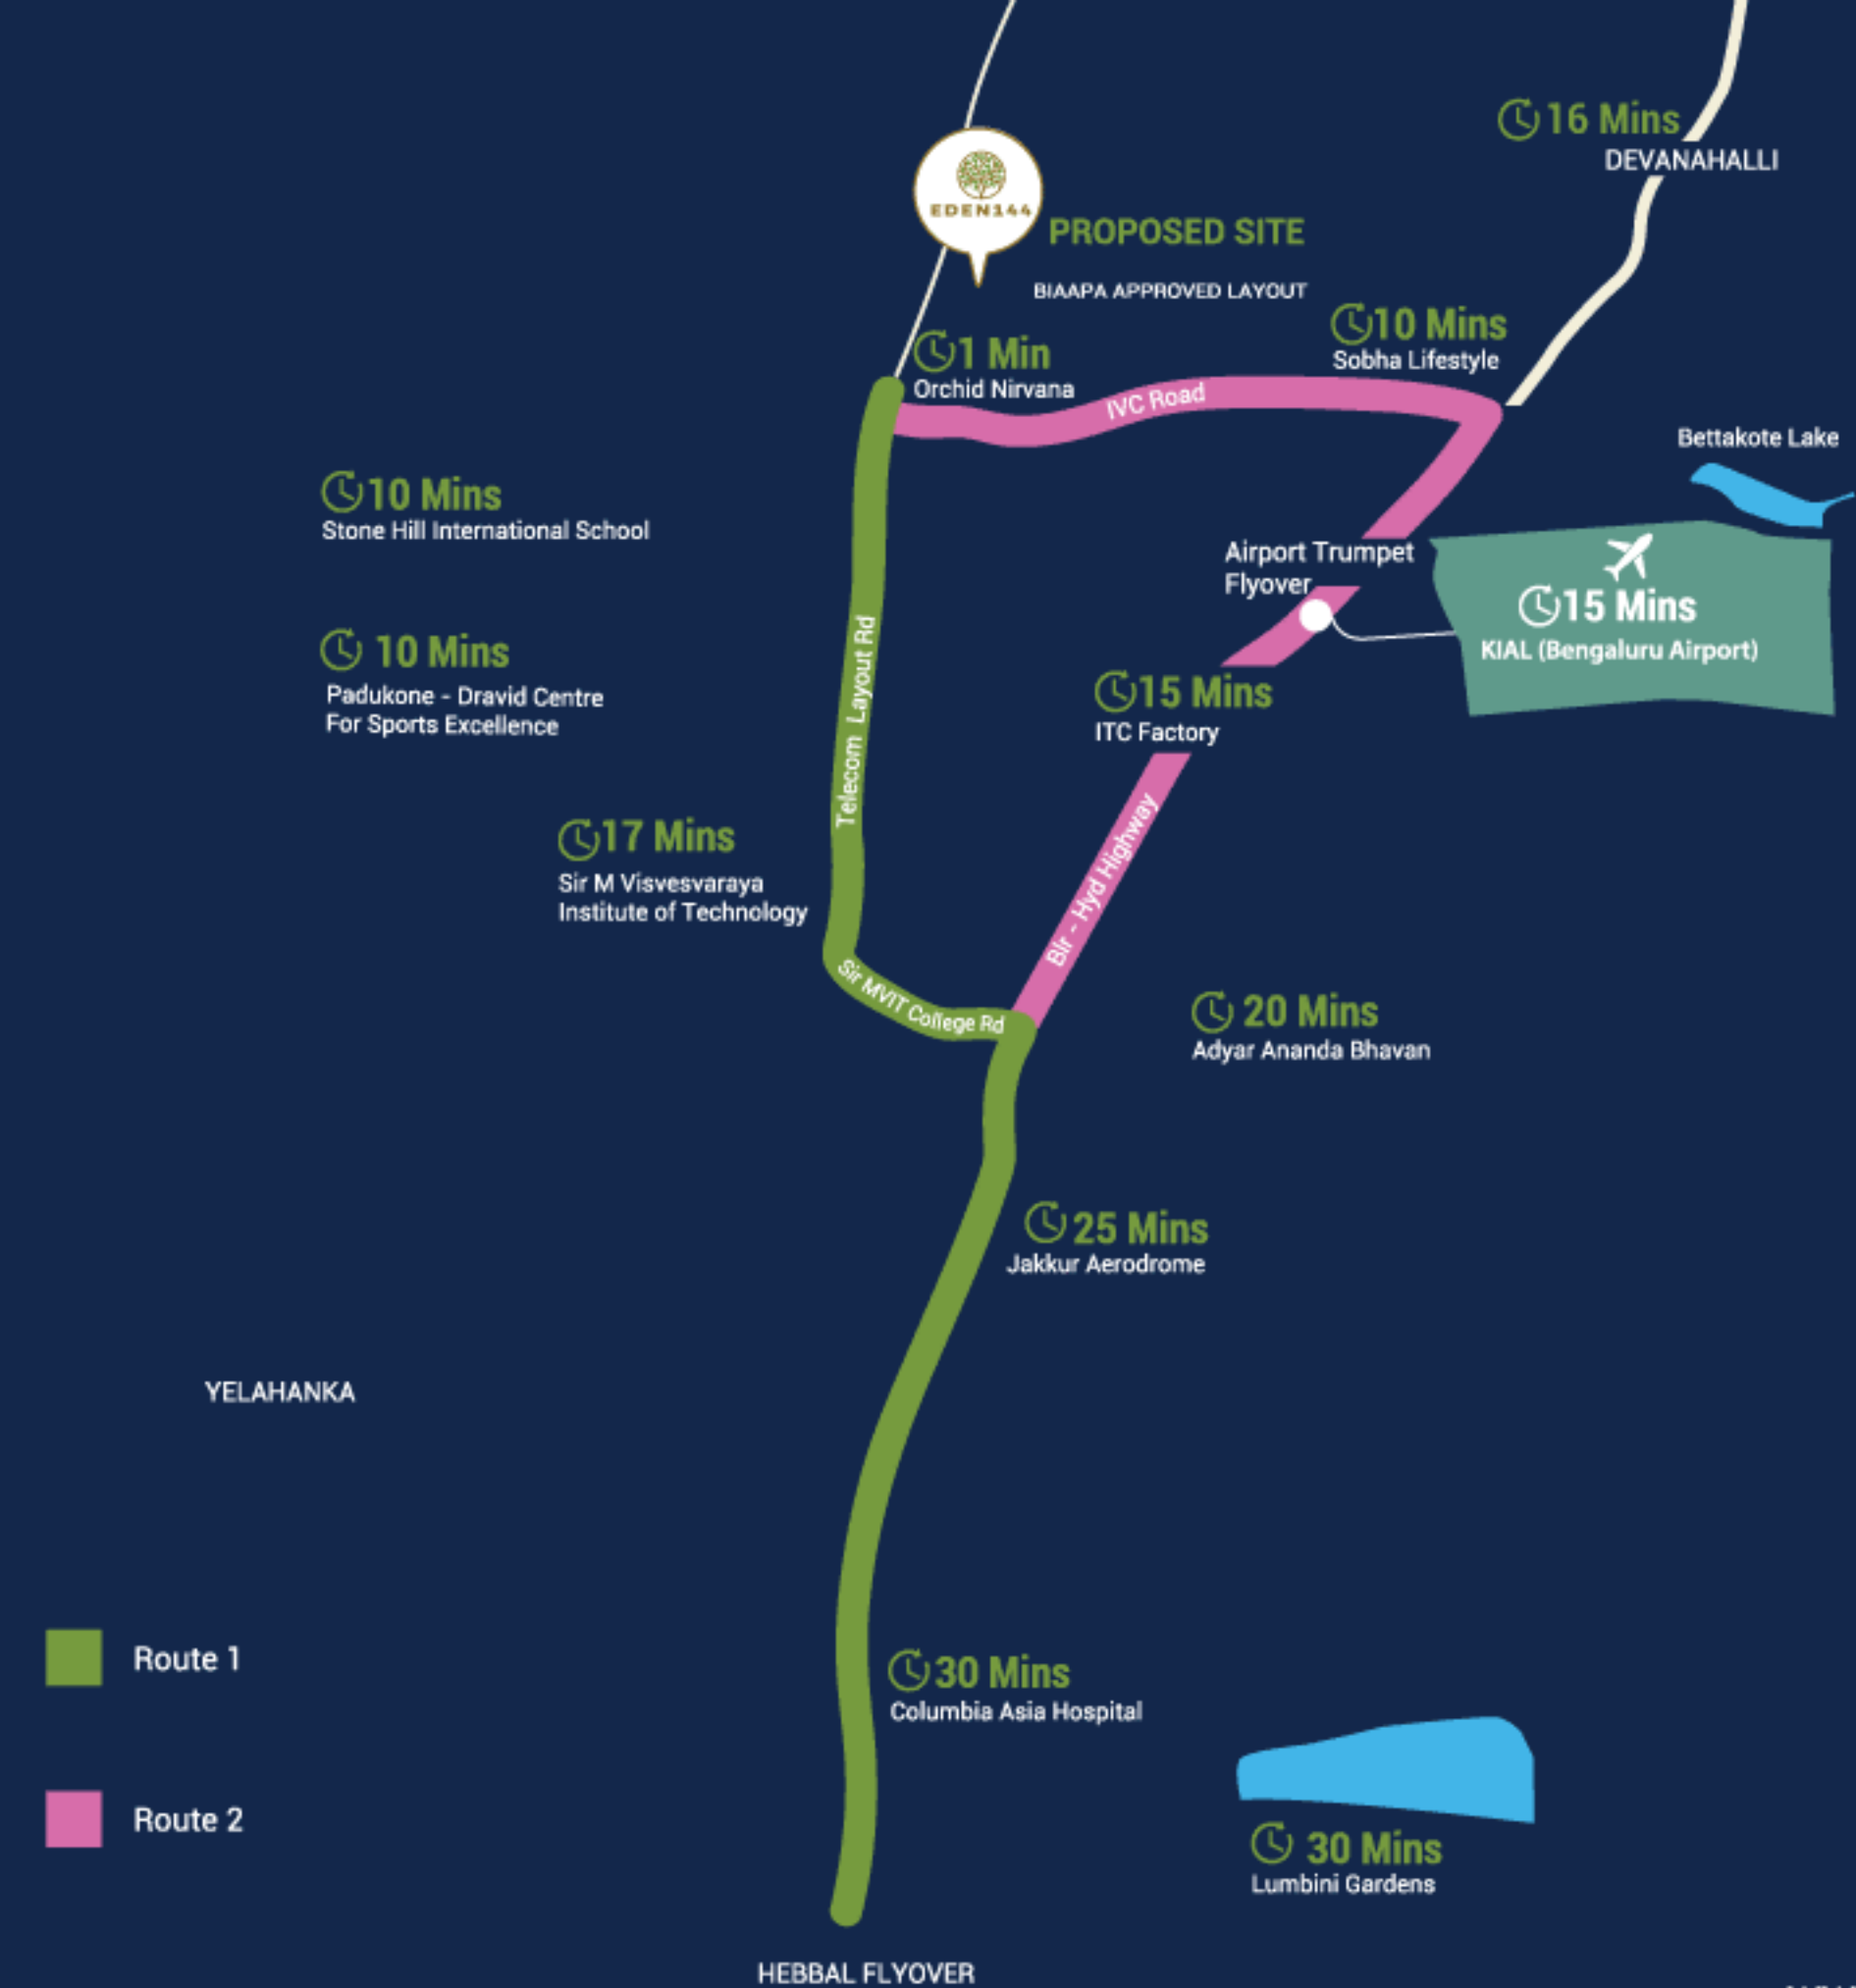 16 Mins
DEVANAHALLI
EDEN144
PROPOSED SITE
BIAAPA APPROVED LAYOUT
10 Mins
Sobha Lifestyle
1 Min
Orchid Nirvana
IVC Road
Bettakote Lake
10 Mins
Stone Hill International School
Airport Trumpet
Flyover
15 Mins
KIAL (Bengaluru Airport)
10 Mins
Padukone - Dravid Centre
For Sports Excellence
Telecom Layout Rd
15 Mins
ITC Factory
17 Mins
Sir M Visvesvaraya
Institute of Technology
Blr - Hyd Highway
Sir MVIT College Rd
20 Mins
Adyar Ananda Bhavan
25 Mins
Jakkur Aerodrome
YELAHANKA
Route 1
30 Mins
Columbia Asia Hospital
Route 2
30 Mins
Lumbini Gardens
HEBBAL FLYOVER